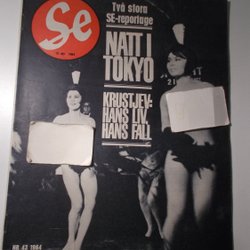 Se
Två stora
SE-reportage
NATT I
TOKYO
KRUSTJEV:
HANS LIV,
HANS FALL
NR 43 1964